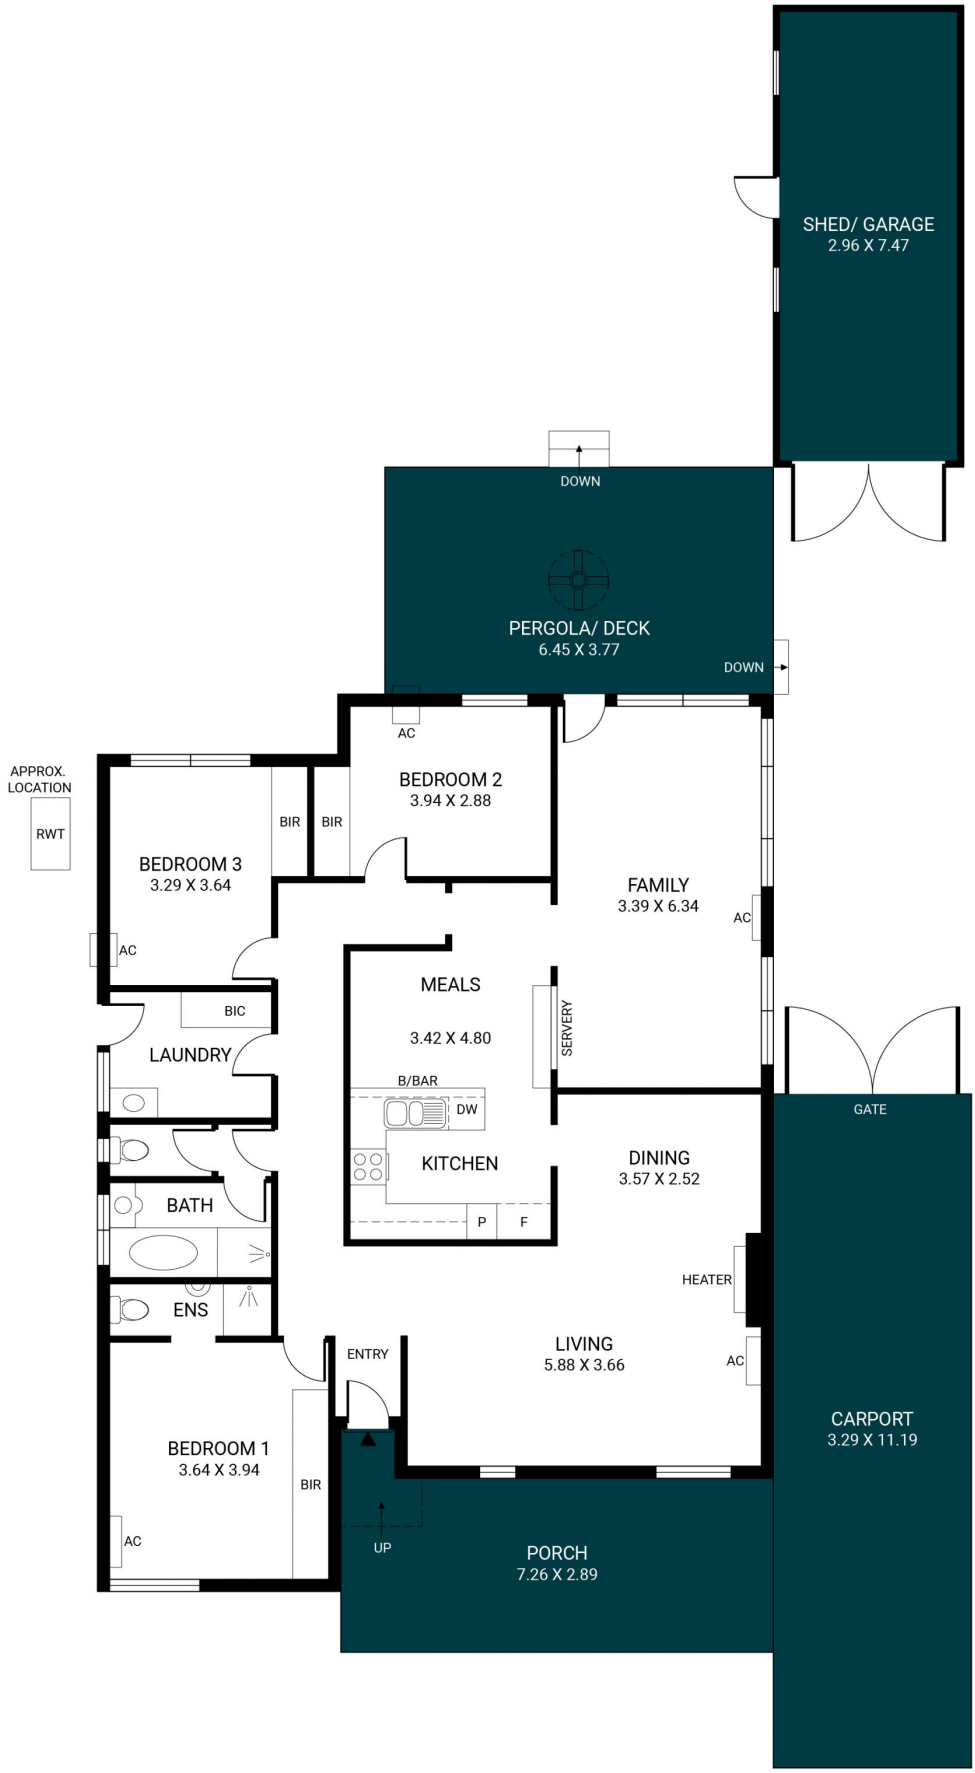 SHED/ GARAGE
2.96 X 7.47
DOWN
PERGOLA/ DECK
6.45 X 3.77
DOWN
AC
BEDROOM 2
3.94 X 2.88
APPROX.
LOCATION
RWT
BIR
BIR
BEDROOM 3
3.29 X 3.64
FAMILY
3.39 X 6.34
AC
AC
MEALS
3.42 X 4.80
SERVERY
BIC
LAUNDRY
B/BAR
DW
GATE
KITCHEN
DINING
3.57 X 2.52
BATH
P
F
HEATER
ENS
ENTRY
LIVING
5.88 X 3.66
AC
CARPORT
3.29 X 11.19
BEDROOM 1
3.64 X 3.94
BIR
AC
UP
PORCH
7.26 X 2.89